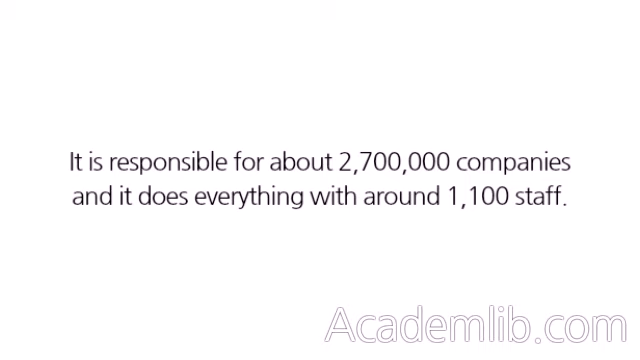 It is responsible for about 2,700,000 companies
and it does everything with around 1,100 staff.
Academlib.com